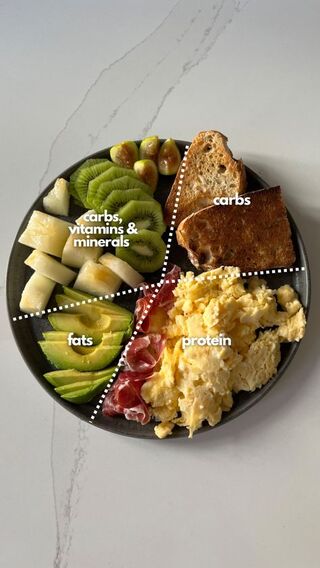 carbs,
vitamins &
minerals
carbs
fats
protein